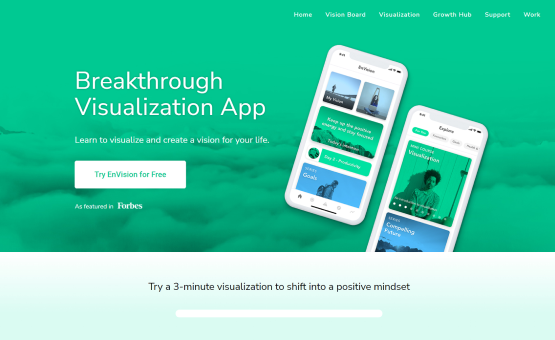 Home Vision Board Visualization Growth Hub Support Work
Breakthrough
Visualization App
Learn to visualize and create a vision for your life.
Try EnVision for Free
As featured in Forbes
EnVision
My Vision
Keep up the positive
energy and stay mindful
Day 3 - Productivity
Goals
Explore
Visualization
Compelling
Future
Try a 3-minute visualization to shift into a positive mindset